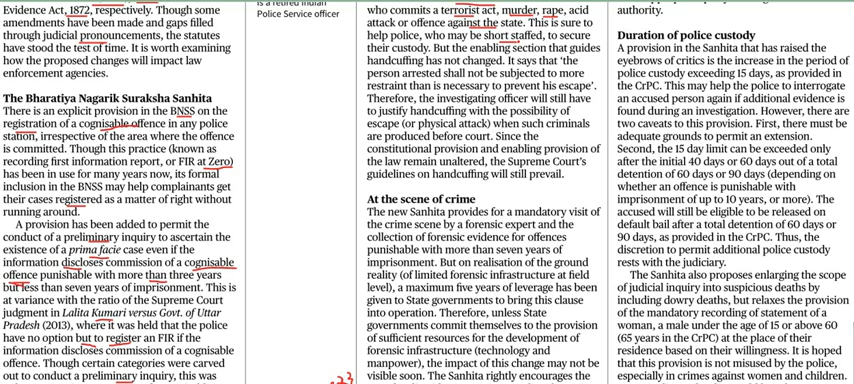 Evidence Act, 1872, respectively. Though some
amendments have been made and gaps filled
through judicial pronouncements, the statutes
have stood the test of time. It is worth examining
how the proposed changes will impact law
enforcement agencies.
The Bharatiya Nagarik Suraksha Sanhita
There is an explicit provision in the BNSS on the
registration of a cognisable offence in any police
station, irrespective of the area where the offence
is committed. Though this practice (known as
recording first information report, or FIR at Zero)
has been in use for many years now, its formal
inclusion in the BNSS may help complainants get
their cases registered as a matter of right without
running around.
A provision has been added to permit the
conduct of a preliminary inquiry to ascertain the
existence of a prima facie case even if the
information discloses commission of a cognisable
offence punishable with more than three years
but less than seven years of imprisonment. This is
at variance with the ratio of the Supreme Court
judgment in Lalita Kumari versus Govt. of Uttar
Pradesh (2013), where it was held that the police
have no option but to register an FIR if the
information discloses commission of a cognisable
offence. Though certain categories were carved
out to conduct a preliminary inquiry, this was
is a retired Indian
Police Service officer
who commits a terrorist act, murder, rape, acid
attack or offence against the state. This is sure to
help police, who may be short staffed, to secure
their custody. But the enabling section that guides
handcuffing has not changed. It says that ‘the
person arrested shall not be subjected to more
restraint than is necessary to prevent his escape’.
Therefore, the investigating officer will still have
to justify handcuffing with the possibility of
escape (or physical attack) when such criminals
are produced before court. Since the
constitutional provision and enabling provision of
the law remain unaltered, the Supreme Court’s
guidelines on handcuffing will still prevail.
At the scene of crime
The new Sanhita provides for a mandatory visit of
the crime scene by a forensic expert and the
collection of forensic evidence for offences
punishable with more than seven years of
imprisonment. But on realisation of the ground
reality (of limited forensic infrastructure at field
level), a maximum five years of leverage has been
given to State governments to bring this clause
into operation. Therefore, unless State
governments commit themselves to the provision
of sufficient resources for the development of
forensic infrastructure (technology and
manpower), the impact of this change may not be
visible soon. The Sanhita rightly encourages the
authority.
Duration of police custody
A provision in the Sanhita that has raised the
eyebrows of critics is the increase in the period of
police custody exceeding 15 days, as provided in
the CrPC. This may help the police to interrogate
an accused person again if additional evidence is
found during an investigation. However, there are
two caveats to this provision. First, there must be
adequate grounds to permit an extension.
Second, the 15 day limit can be exceeded only
after the initial 40 days or 60 days out of a total
detention of 60 days or 90 days (depending on
whether an offence is punishable with
imprisonment of up to 10 years, or more). The
accused will still be eligible to be released on
default bail after a total detention of 60 days or
90 days, as provided in the CrPC. Thus, the
discretion to permit additional police custody
rests with the judiciary.
The Sanhita also proposes enlarging the scope
of judicial inquiry into suspicious deaths by
including dowry deaths, but relaxes the provision
of the mandatory recording of statement of a
woman, a male under the age of 15 or above 60
(65 years in the CrPC) at the place of their
residence based on their willingness. It is hoped
that this provision is not misused by the police,
especially in crimes against women and children.